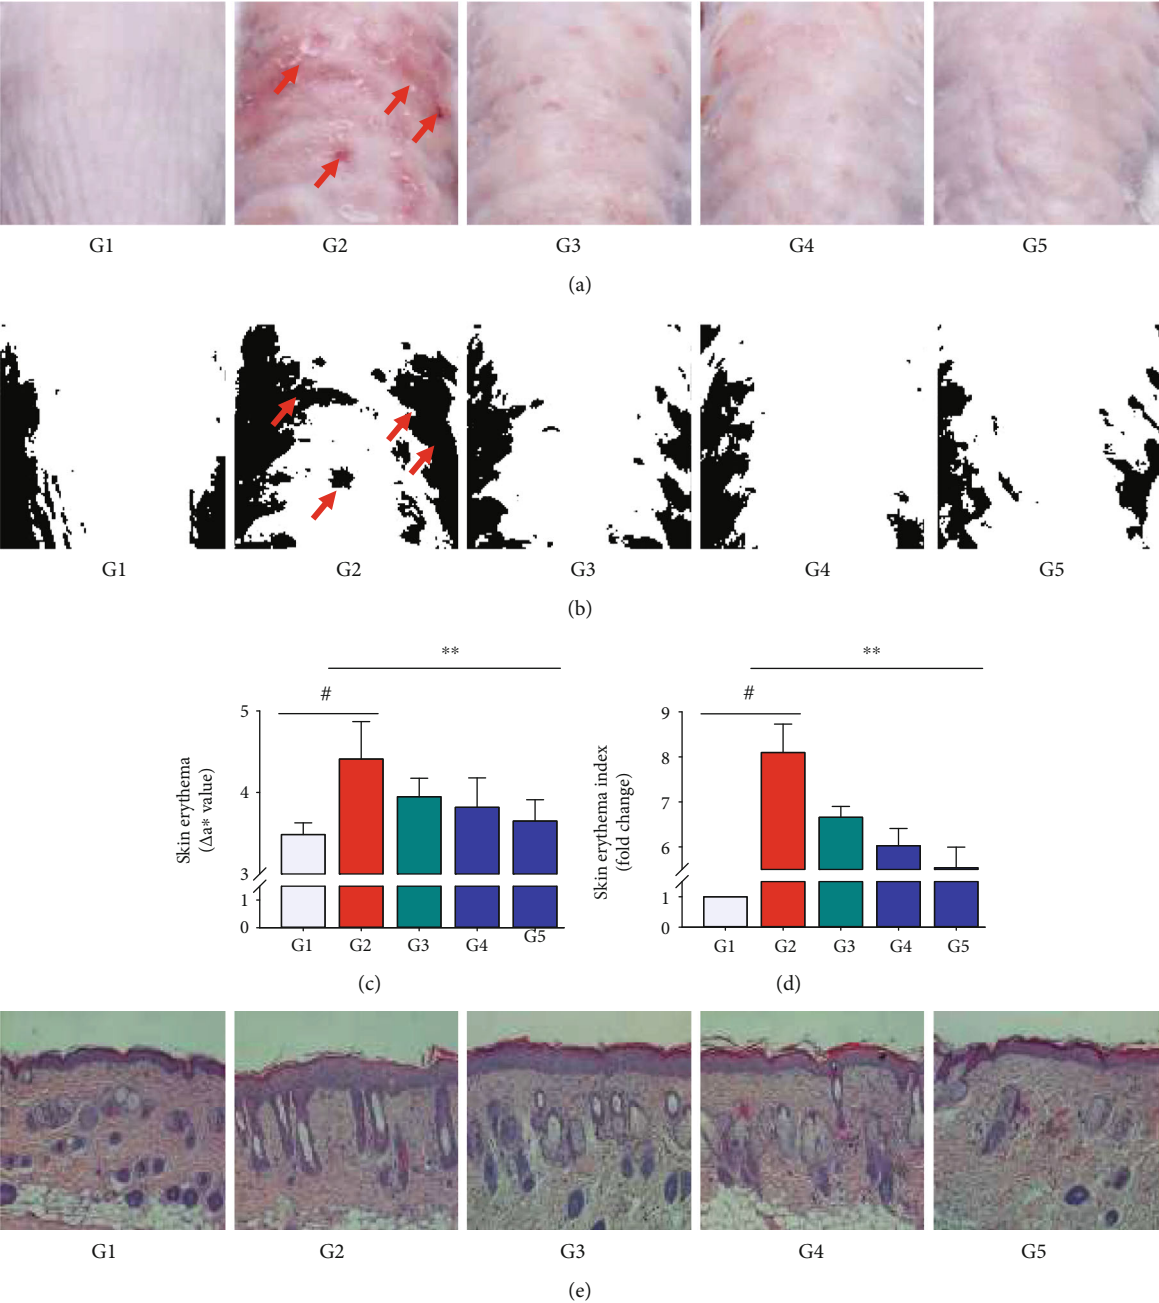 G1 G2 G3 G4 G5
(a)
G1 G2 G3 G4 G5
(b)
**
#
5
4
3
1
0
Skin erythema
(Δa* value)
G1 G2 G3 G4 G5
(c)
**
#
9
8
7
6
1
0
Skin erythema index
(fold change)
G1 G2 G3 G4 G5
(d)
G1 G2 G3 G4 G5
(e)